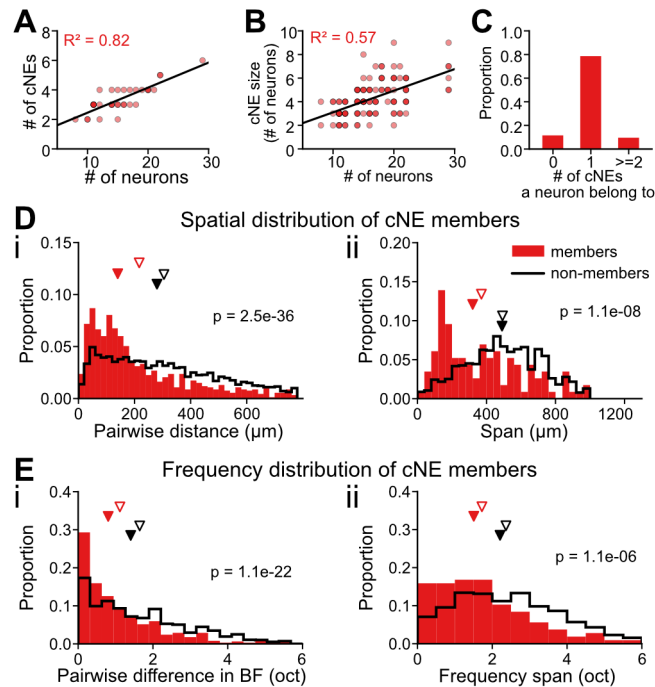 A
R² = 0.82
# of cNEs
6
4
2
0
10
20
30
# of neurons
B
R² = 0.57
cNE size
(# of neurons)
10
8
6
4
2
0
10
20
30
# of neurons
C
Proportion
1.0
0.8
0.6
0.4
0.2
0.0
0
1
>=2
# of cNEs
a neuron belong to
D
Spatial distribution of cNE members
i
Proportion
0.15
0.10
0.05
0.00
p = 2.5e-36
0
200
400
600
Pairwise distance (µm)
ii
Proportion
0.20
0.15
0.10
0.05
0.00
members
non-members
p = 1.1e-08
0
400
800
1200
Span (µm)
E
Frequency distribution of cNE members
i
Proportion
0.4
0.3
0.2
0.1
0.0
p = 1.1e-22
0
2
4
6
Pairwise difference in BF (oct)
ii
Proportion
0.4
0.3
0.2
0.1
0.0
p = 1.1e-06
0
2
4
6
Frequency span (oct)